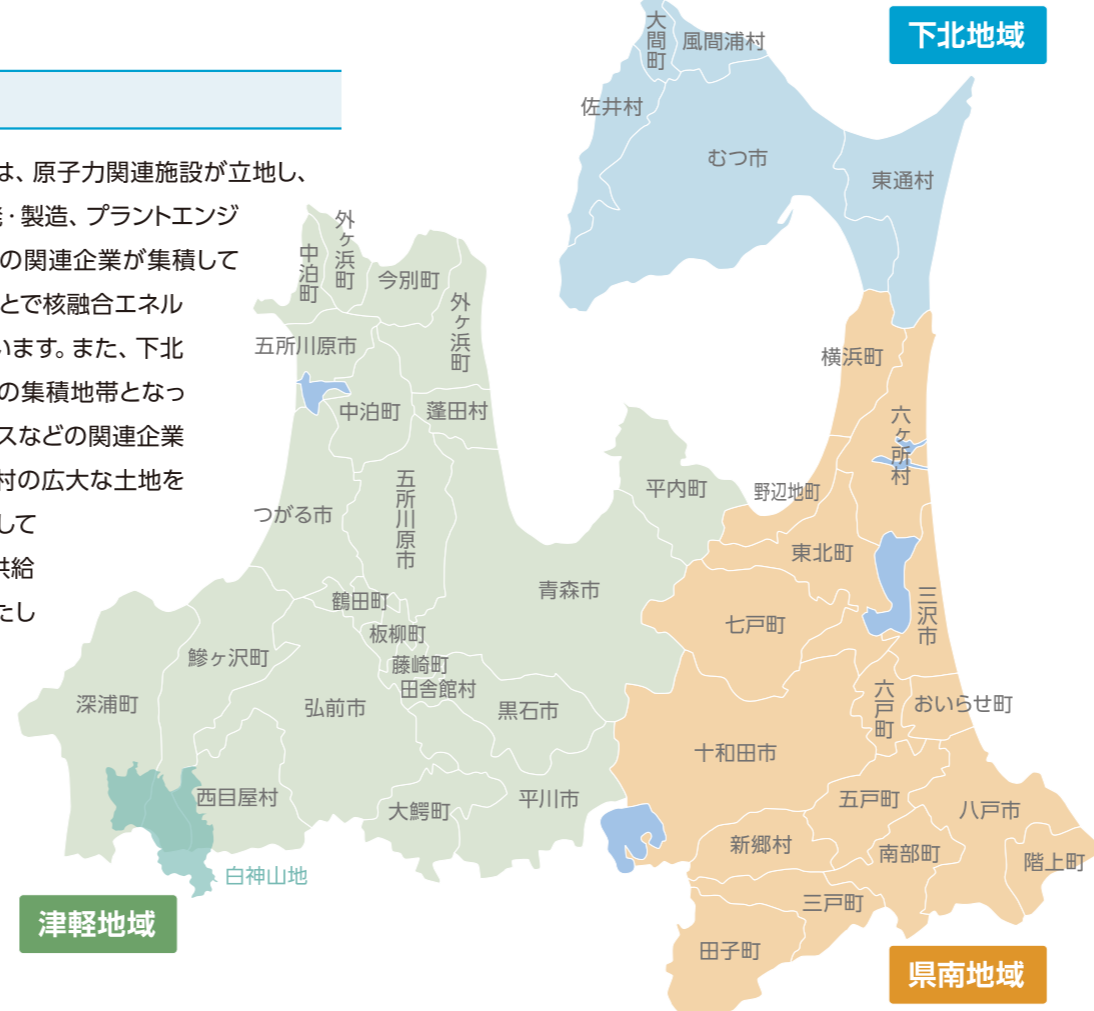 下北地域
は、原子力関連施設が立地し、
・製造、プラントエンジ
の関連企業が集積して
とで核融合エネル
います。また、下北
の集積地帯となっ
スなどの関連企業
村の広大な土地を
して
供給
たし
大間町
風間浦村
佐井村
むつ市
東通村
外ヶ浜町
中泊町
今別町
外ヶ浜町
五所川原市
中泊町
蓬田村
横浜町
六ヶ所村
五所川原市
平内町
野辺地町
つがる市
東北町
青森市
三沢市
鶴田町
七戸町
板柳町
藤崎町
田舎館村
鰺ヶ沢町
深浦町
弘前市
黒石市
六戸町
おいらせ町
十和田市
西目屋村
大鰐町
平川市
五戸町
八戸市
新郷村
南部町
階上町
白神山地
三戸町
田子町
津軽地域
県南地域